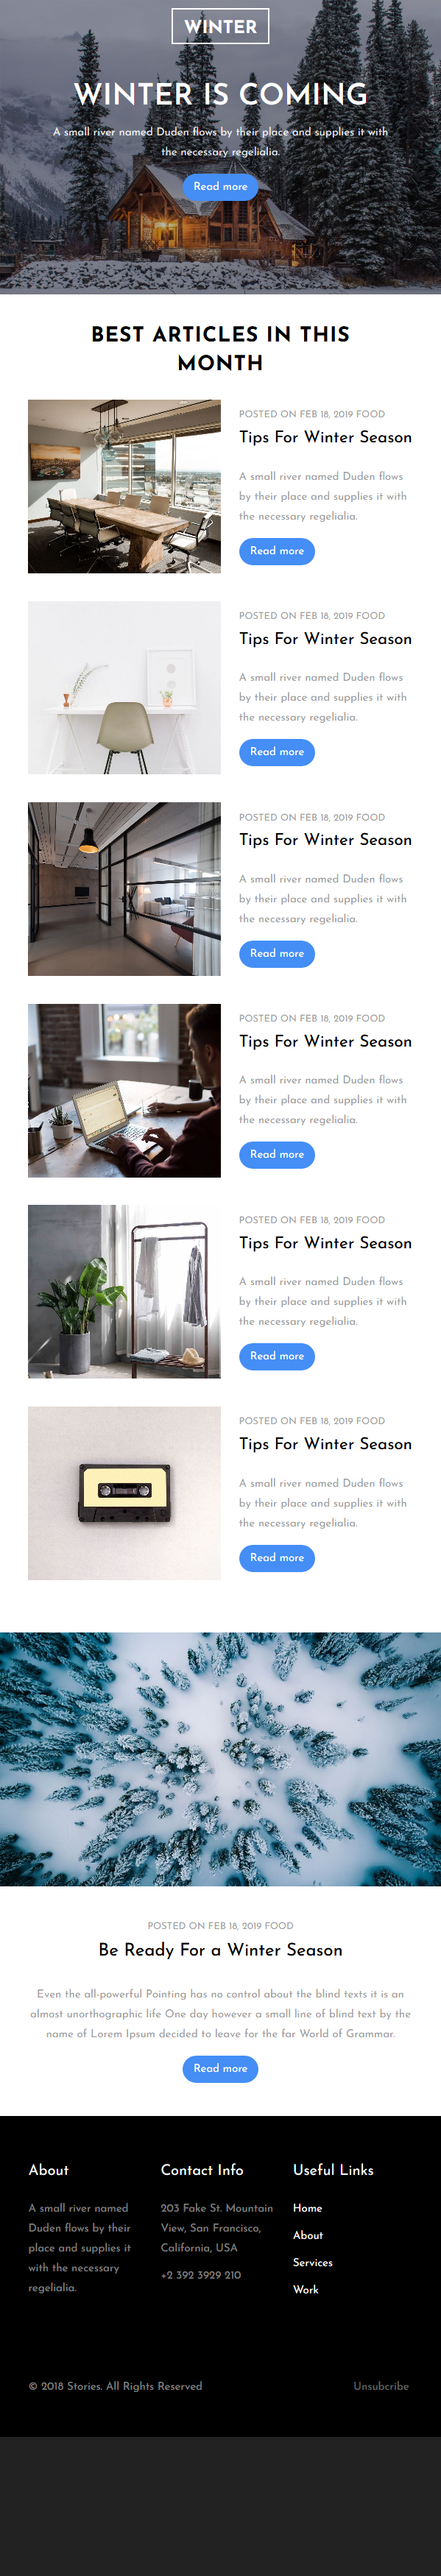 WINTER
WINTER IS COMING
A small river named Duden flows by their place and supplies it with
the necessary regelialia.
Read more
BEST ARTICLES IN THIS
MONTH
POSTED ON FEB 18, 2019 FOOD
Tips For Winter Season
A small river named Duden flows
by their place and supplies it with
the necessary regelialia.
Read more
POSTED ON FEB 18, 2019 FOOD
Tips For Winter Season
A small river named Duden flows
by their place and supplies it with
the necessary regelialia.
Read more
POSTED ON FEB 18, 2019 FOOD
Tips For Winter Season
A small river named Duden flows
by their place and supplies it with
the necessary regelialia.
Read more
POSTED ON FEB 18, 2019 FOOD
Tips For Winter Season
A small river named Duden flows
by their place and supplies it with
the necessary regelialia.
Read more
POSTED ON FEB 18, 2019 FOOD
Tips For Winter Season
A small river named Duden flows
by their place and supplies it with
the necessary regelialia.
Read more
POSTED ON FEB 18, 2019 FOOD
Tips For Winter Season
A small river named Duden flows
by their place and supplies it with
the necessary regelialia.
Read more
POSTED ON FEB 18, 2019 FOOD
Be Ready For a Winter Season
Even the all-powerful Pointing has no control about the blind texts it is an
almost unorthographic life One day however a small line of blind text by the
name of Lorem Ipsum decided to leave for the far World of Grammar.
Read more
About
A small river named
Duden flows by their
place and supplies it
with the necessary
regelialia.
Contact Info
203 Fake St. Mountain
View, San Francisco,
California, USA
+2 392 3929 210
Useful Links
Home
About
Services
Work
© 2018 Stories. All Rights Reserved
Unsubcribe